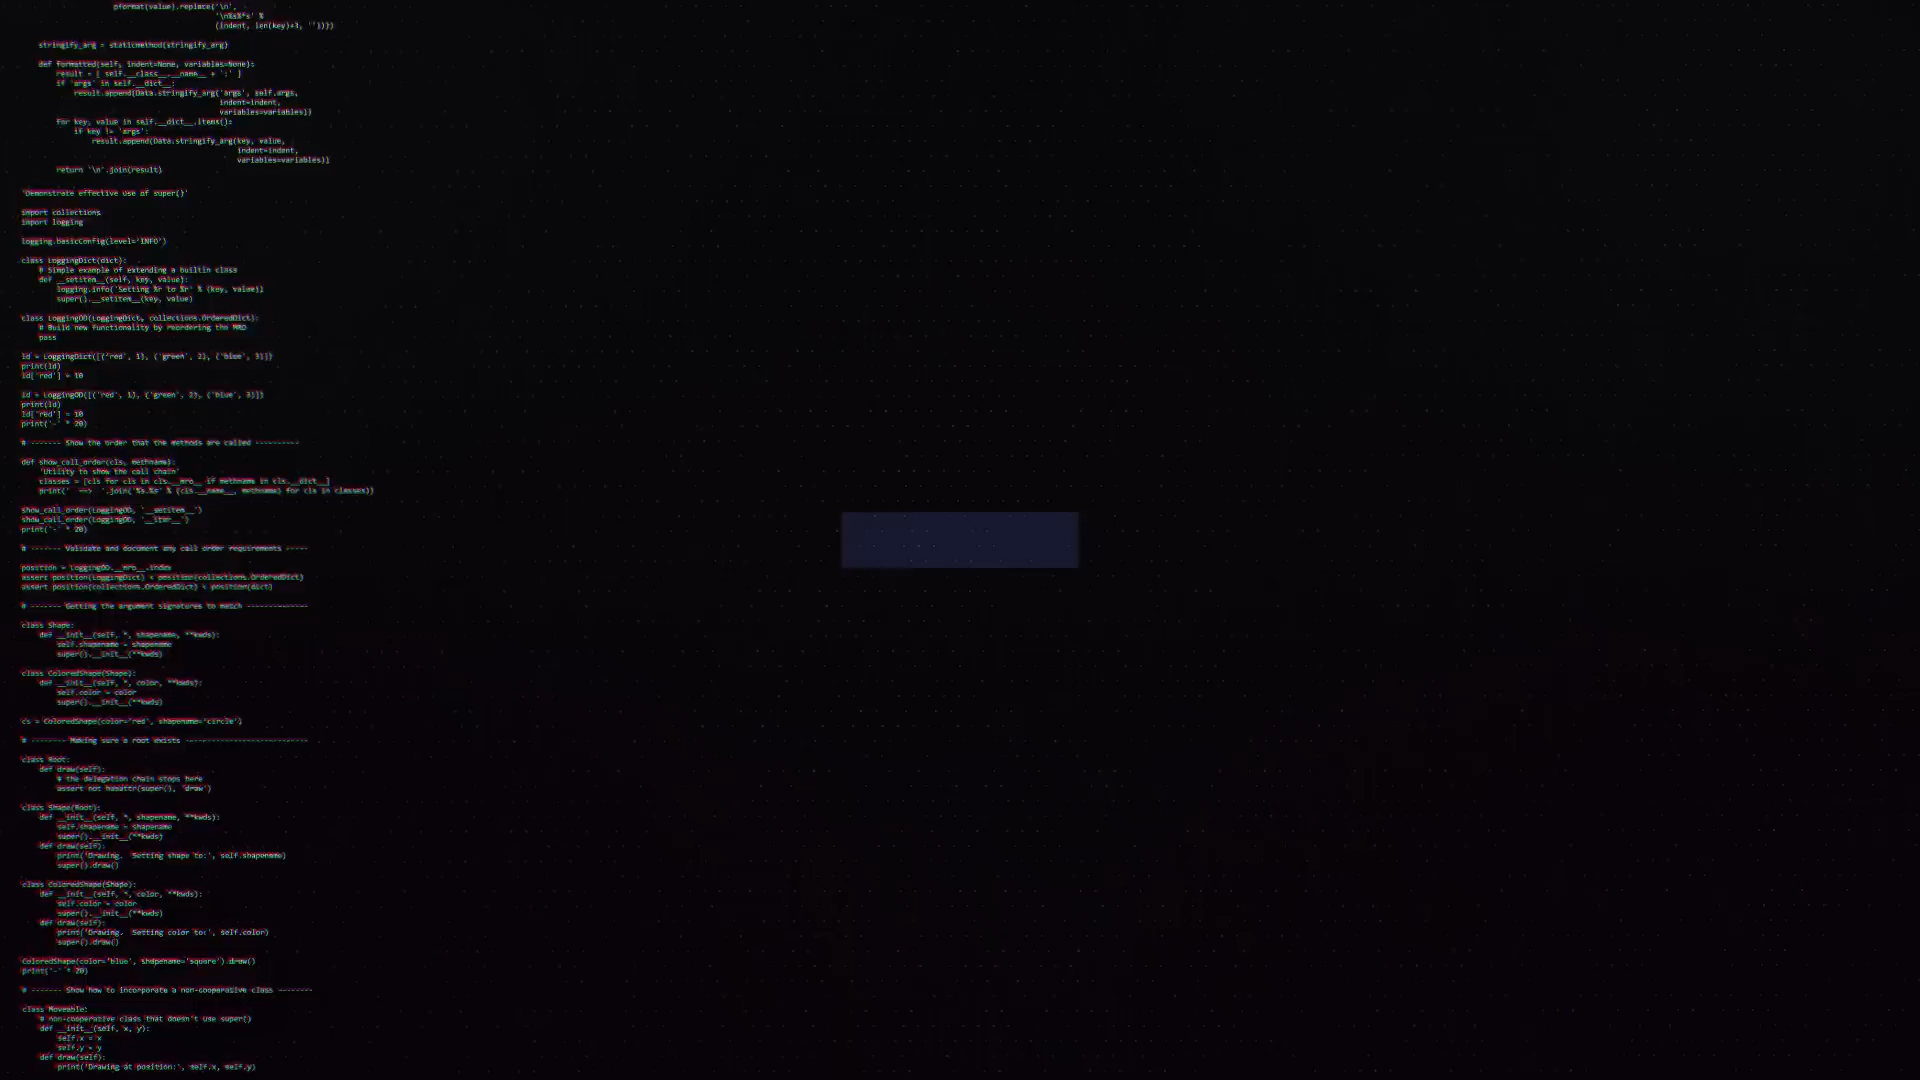 pformat(value).replace('\n',
'\n%s%*s' %
(indent, len(key)+3, ''))})
stringify_arg = staticmethod(stringify_arg)
def formatted(self, indent=None, variables=None):
result = [ self.__class__.__name__ + ':' ]
if 'args' in self.__dict__:
result.append(Data.stringify_arg('args', self.args,
indent=indent,
variables=variables))
for key, value in self.__dict__.items():
if key != 'args':
result.append(Data.stringify_arg(key, value,
indent=indent,
variables=variables))
return '\n'.join(result)
'Demonstrate effective use of super()'
import collections
import logging
logging.basicConfig(level='INFO')
class LoggingDict(dict):
# Simple example of extending a builtin class
def __setitem__(self, key, value):
logging.info('Setting %r to %r' % (key, value))
super().__setitem__(key, value)
class LoggingOD(LoggingDict, collections.OrderedDict):
# Build new functionality by reordering the MRO
pass
ld = LoggingDict([('red', 1), ('green', 2), ('blue', 3)])
print(ld)
ld['red'] = 10
ld = LoggingOD([('red', 1), ('green', 2), ('blue', 3)])
print(ld)
ld['red'] = 10
print('-' * 20)
# ------- Show the order that the methods are called ----------
def show_call_order(cls, methname):
'Utility to show the call chain'
classes = [cls for cls in cls.__mro__ if methname in cls.__dict__]
print('  ==>  '.join('%s.%s' % (cls.__name__, methname) for cls in classes))
show_call_order(LoggingOD, '__setitem__')
show_call_order(LoggingOD, '__iter__')
print('-' * 20)
# ------- Validate and document any call order requirements -----
position = LoggingOD.__mro__.index
assert position(LoggingDict) < position(collections.OrderedDict)
assert position(collections.OrderedDict) < position(dict)
# ------- Getting the argument signatures to match --------------
class Shape:
def __init__(self, *, shapename, **kwds):
self.shapename = shapename
super().__init__(**kwds)
class ColoredShape(Shape):
def __init__(self, *, color, **kwds):
self.color = color
super().__init__(**kwds)
cs = ColoredShape(color='red', shapename='circle')
# ------- Making sure a root exists ----------------------------
class Root:
def draw(self):
# the delegation chain stops here
assert not hasattr(super(), 'draw')
class Shape(Root):
def __init__(self, *, shapename, **kwds):
self.shapename = shapename
super().__init__(**kwds)
def draw(self):
print('Drawing.  Setting shape to:', self.shapename)
super().draw()
class ColoredShape(Shape):
def __init__(self, *, color, **kwds):
self.color = color
super().__init__(**kwds)
def draw(self):
print('Drawing.  Setting color to:', self.color)
super().draw()
ColoredShape(color='blue', shapename='square').draw()
print('-' * 20)
# ------- Show how to incorporate a non-cooperative class --------
class Moveable:
# non-cooperative class that doesn't use super()
def __init__(self, x, y):
self.x = x
self.y = y
def draw(self):
print('Drawing at position:', self.x, self.y)